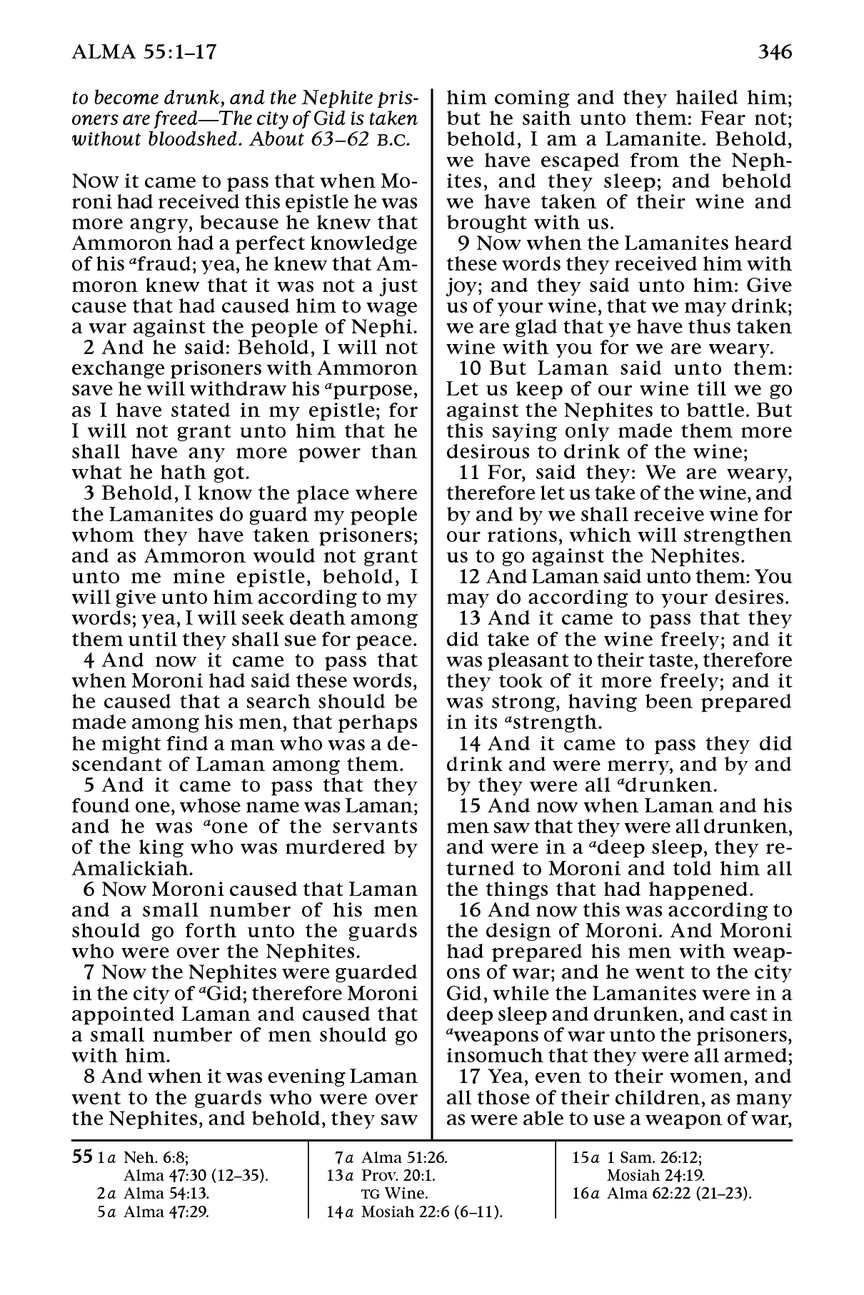 ALMA 55:1–17 346
to become drunk, and the Nephite pris-
oners are freed—The city of Gid is taken
without bloodshed. About 63–62 B.C.
NOW it came to pass that when Mo-
roni had received this epistle he was
more angry, because he knew that
Ammoron had a perfect knowledge
of his afraud; yea, he knew that Am-
moron knew that it was not a just
cause that had caused him to wage
a war against the people of Nephi.
2 And he said: Behold, I will not
exchange prisoners with Ammoron
save he will withdraw his apurpose,
as I have stated in my epistle; for
I will not grant unto him that he
shall have any more power than
what he hath got.
3 Behold, I know the place where
the Lamanites do guard my people
whom they have taken prisoners;
and as Ammoron would not grant
unto me mine epistle, behold, I
will give unto him according to my
words; yea, I will seek death among
them until they shall sue for peace.
4 And now it came to pass that
when Moroni had said these words,
he caused that a search should be
made among his men, that perhaps
he might find a man who was a de-
scendant of Laman among them.
5 And it came to pass that they
found one, whose name was Laman;
and he was aone of the servants
of the king who was murdered by
Amalickiah.
6 Now Moroni caused that Laman
and a small number of his men
should go forth unto the guards
who were over the Nephites.
7 Now the Nephites were guarded
in the city of aGid; therefore Moroni
appointed Laman and caused that
a small number of men should go
with him.
8 And when it was evening Laman
went to the guards who were over
the Nephites, and behold, they saw
him coming and they hailed him;
but he saith unto them: Fear not;
behold, I am a Lamanite. Behold,
we have escaped from the Neph-
ites, and they sleep; and behold
we have taken of their wine and
brought with us.
9 Now when the Lamanites heard
these words they received him with
joy; and they said unto him: Give
us of your wine, that we may drink;
we are glad that ye have thus taken
wine with you for we are weary.
10 But Laman said unto them:
Let us keep of our wine till we go
against the Nephites to battle. But
this saying only made them more
desirous to drink of the wine;
11 For, said they: We are weary,
therefore let us take of the wine, and
by and by we shall receive wine for
our rations, which will strengthen
us to go against the Nephites.
12 And Laman said unto them: You
may do according to your desires.
13 And it came to pass that they
did take of the wine freely; and it
was pleasant to their taste, therefore
they took of it more freely; and it
was strong, having been prepared
in its astrength.
14 And it came to pass they did
drink and were merry, and by and
by they were all adrunken.
15 And now when Laman and his
men saw that they were all drunken,
and were in a adeep sleep, they re-
turned to Moroni and told him all
the things that had happened.
16 And now this was according to
the design of Moroni. And Moroni
had prepared his men with weap-
ons of war; and he went to the city
Gid, while the Lamanites were in a
deep sleep and drunken, and cast in
aweapons of war unto the prisoners,
insomuch that they were all armed;
17 Yea, even to their women, and
all those of their children, as many
as were able to use a weapon of war,
55 1a Neh. 6:8;
Alma 47:30 (12–35).
2a Alma 54:13.
5a Alma 47:29.
7a Alma 51:26.
13a Prov. 20:1.
TG Wine.
14a Mosiah 22:6 (6–11).
15a 1 Sam. 26:12;
Mosiah 24:19.
16a Alma 62:22 (21–23).